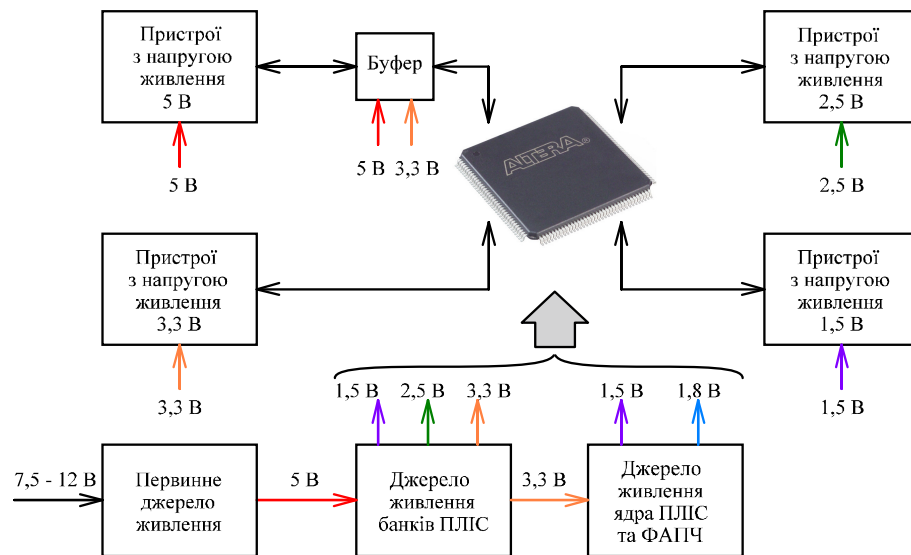 Пристрої
з напругою
живлення
5 В
5 В
Буфер
5 В
3,3 В
ALTERA®
Пристрої
з напругою
живлення
2,5 В
2,5 В
Пристрої
з напругою
живлення
3,3 В
3,3 В
Пристрої
з напругою
живлення
1,5 В
1,5 В
1,5 В
2,5 В
3,3 В
1,5 В
1,8 В
7,5 - 12 В
Первинне
джерело
живлення
5 В
Джерело
живлення
банків ПЛІС
3,3 В
Джерело
живлення
ядра ПЛІС
та ФАПЧ